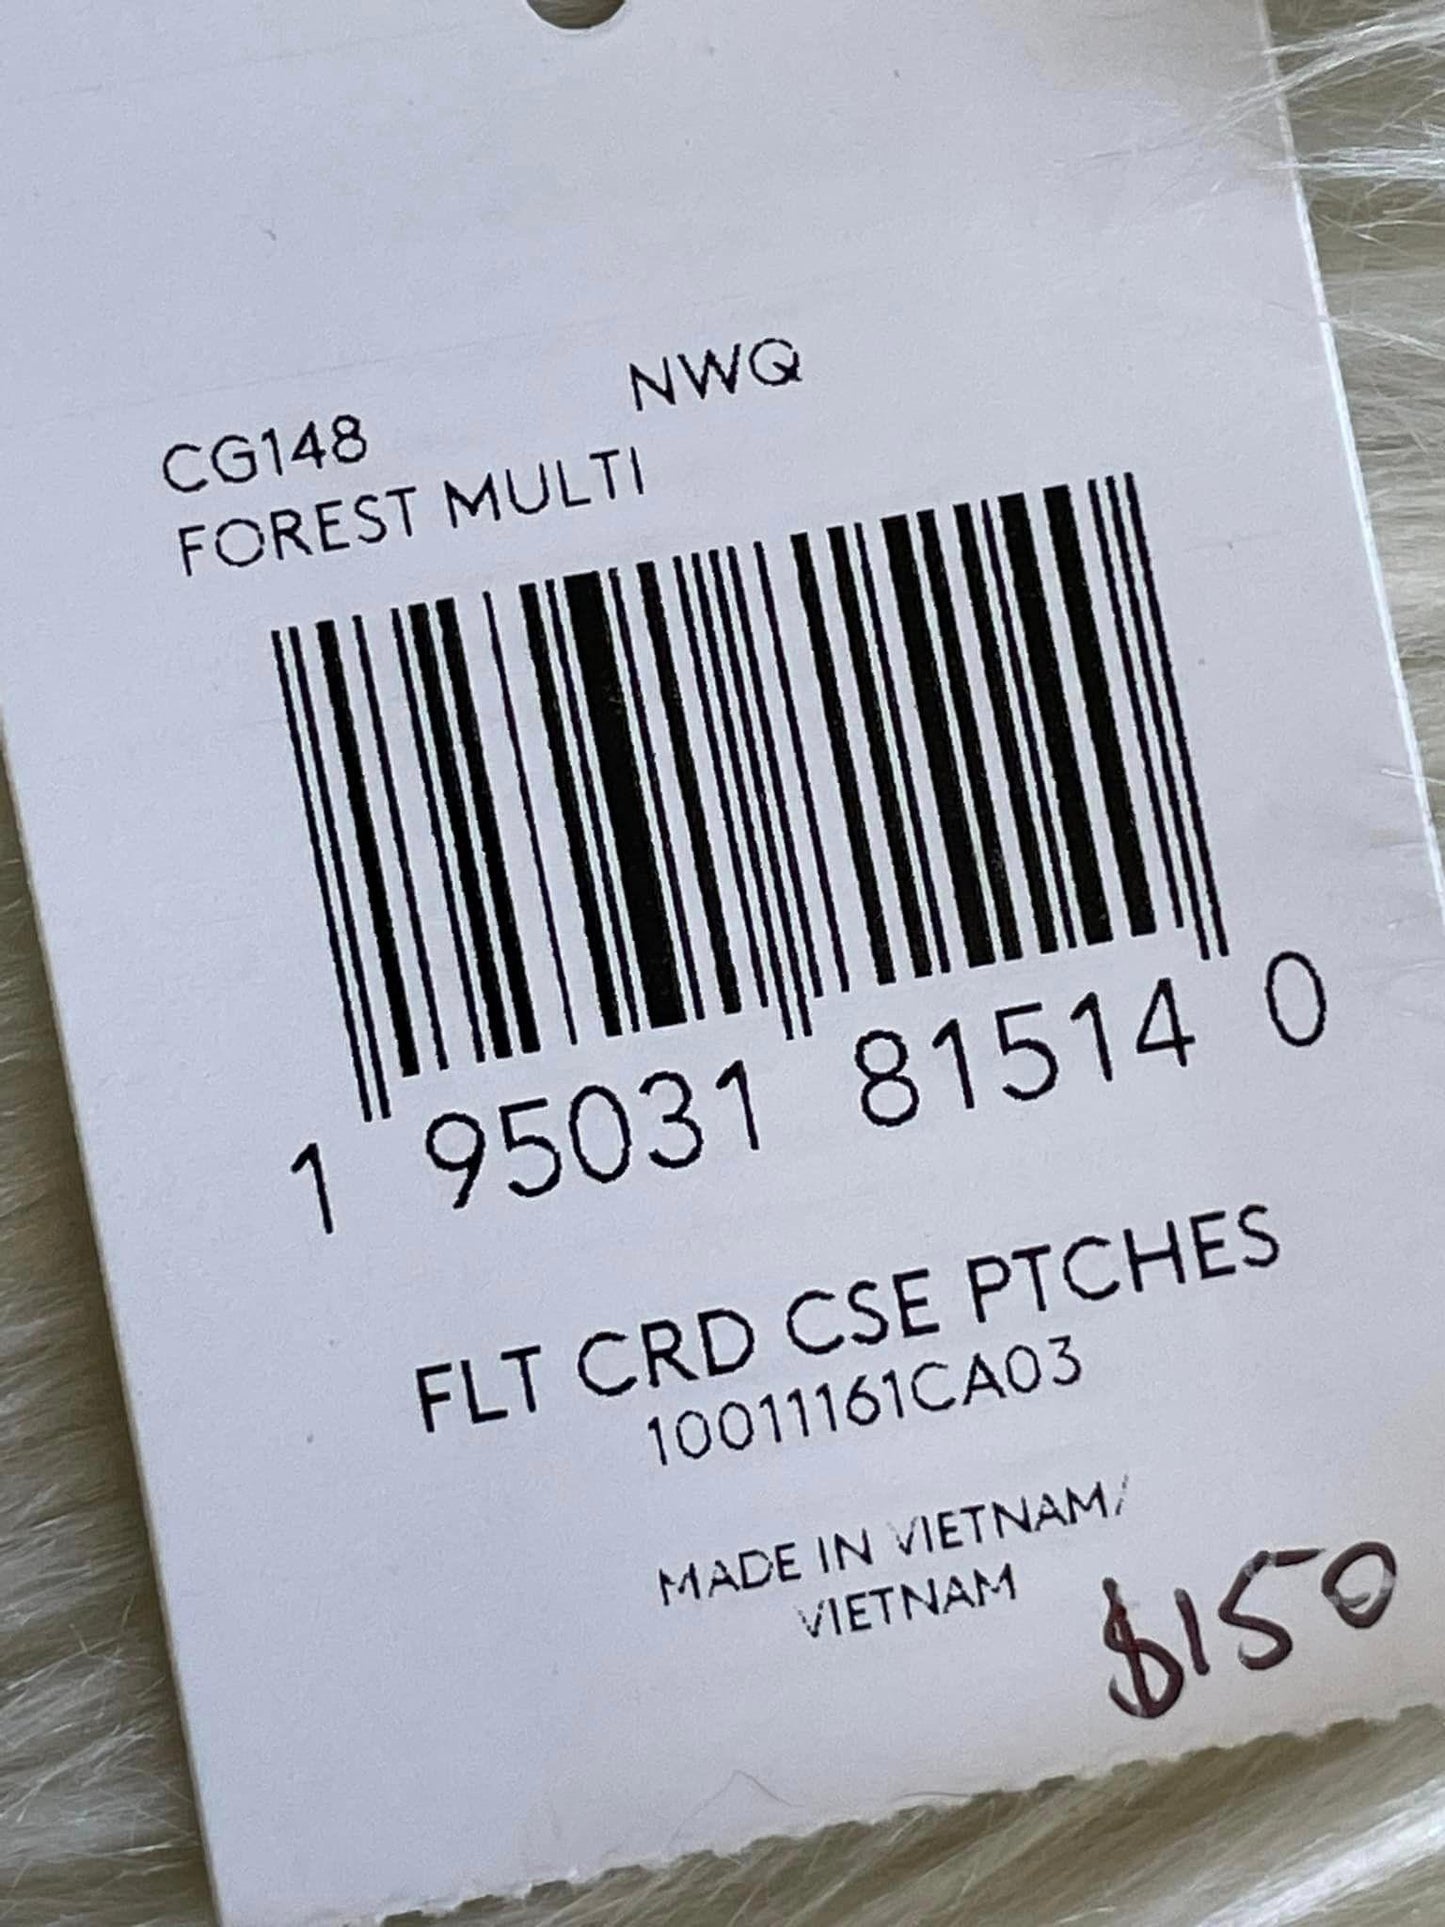 NWQ
CG148
FOREST MULTI
1 95031 81514 0
FLT CRD CSE PTCHES
10011161CA03
MADE IN VIETNAM/
VIETNAM
$150